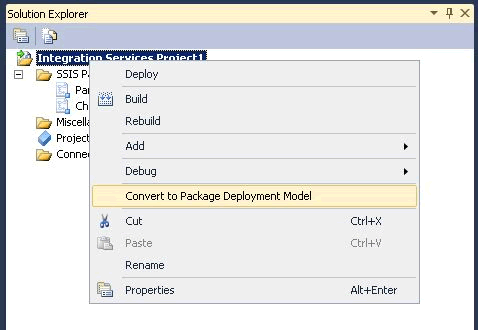 Solution Explorer
Integration Services Project1
SSIS Pa
Deploy
Pa
Build
Ch
Rebuild
Miscella
Add
Project
Conne
Debug
Convert to Package Deployment Model
Cut Ctrl+X
Paste Ctrl+V
Rename
Properties Alt+Enter